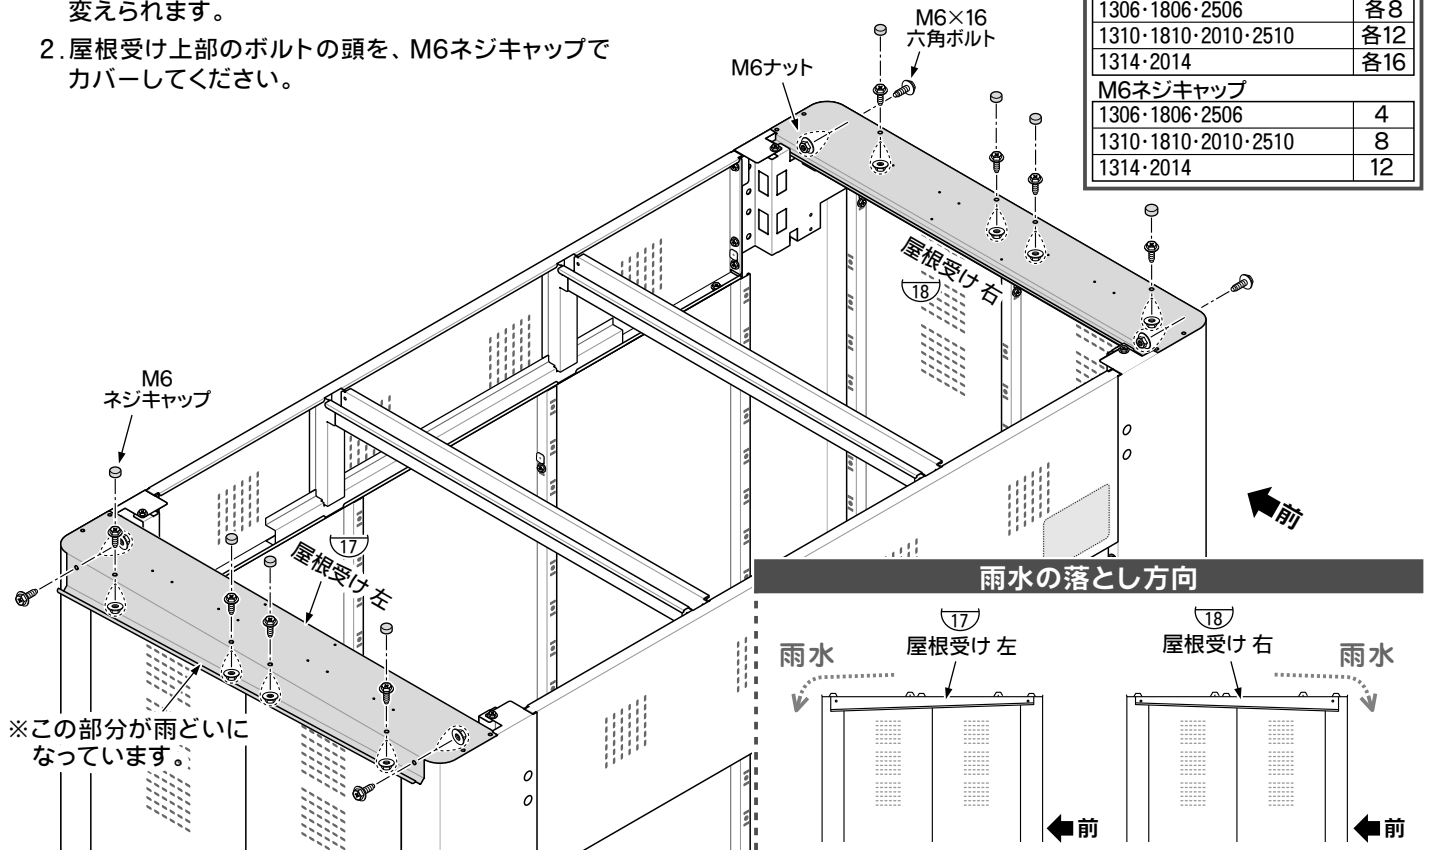 変えられます。
2.屋根受け上部のボルトの頭を、M6ネジキャップで
カバーしてください。
M6×16
六角ボルト
M6ナット
1306･1806･2506 各8
1310･1810･2010･2510 各12
1314･2014 各16
M6ネジキャップ
1306･1806･2506 4
1310･1810･2010･2510 8
1314･2014 12
屋根受け 右
18
M6
ネジキャップ
前
17
屋根受け 左
※この部分が雨どいに
なっています。
雨水の落とし方向
17
屋根受け 左
雨水
前
18
屋根受け 右
雨水
前